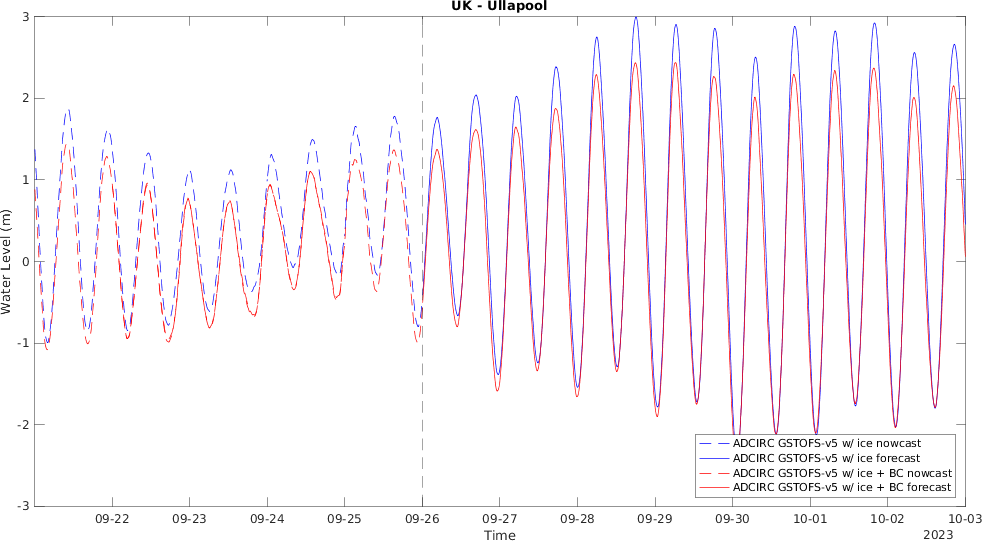 UK - Ullapool
3
2
1
0
-1
-2
-3
Water Level (m)
ADCIRC GSTOFS-v5 w/ ice nowcast
ADCIRC GSTOFS-v5 w/ ice forecast
ADCIRC GSTOFS-v5 w/ ice + BC nowcast
ADCIRC GSTOFS-v5 w/ ice + BC forecast
09-22 09-23 09-24 09-25 09-26 09-27 09-28 09-29 09-30 10-01 10-02 10-03
Time
2023